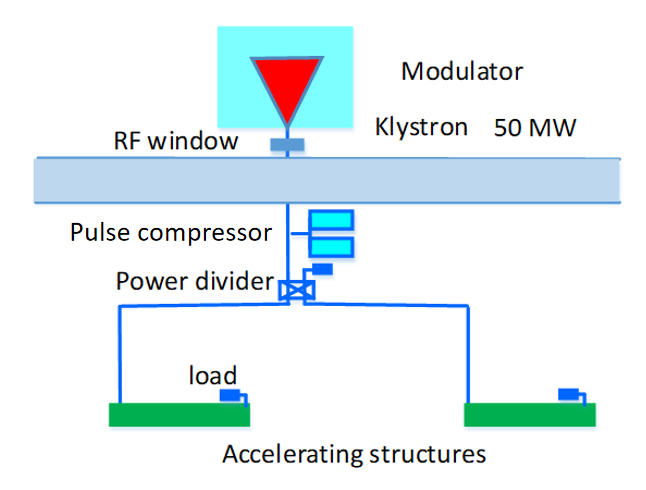 Modulator
Klystron 50 MW
RF window
Pulse compressor
Power divider
load
Accelerating structures